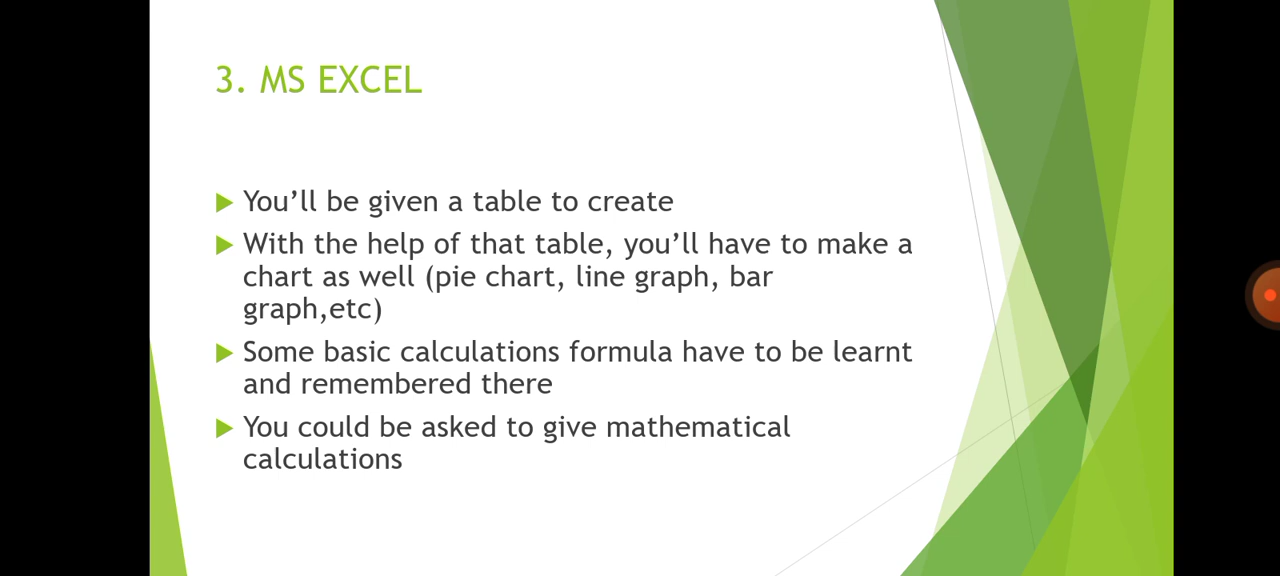 3. MS EXCEL
You’ll be given a table to create
With the help of that table, you’ll have to make a
chart as well (pie chart, line graph, bar
graph,etc)
Some basic calculations formula have to be learnt
and remembered there
You could be asked to give mathematical
calculations